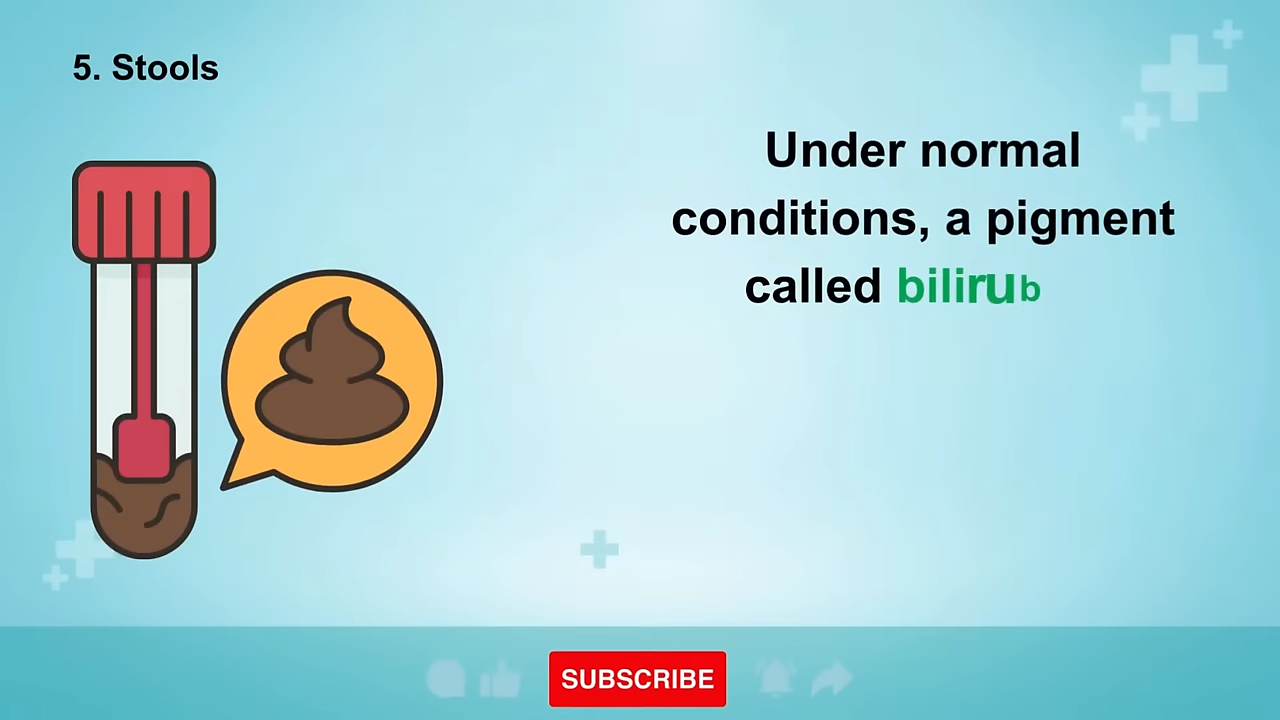 5. Stools
Under normal
conditions, a pigment
called bilirub
SUBSCRIBE